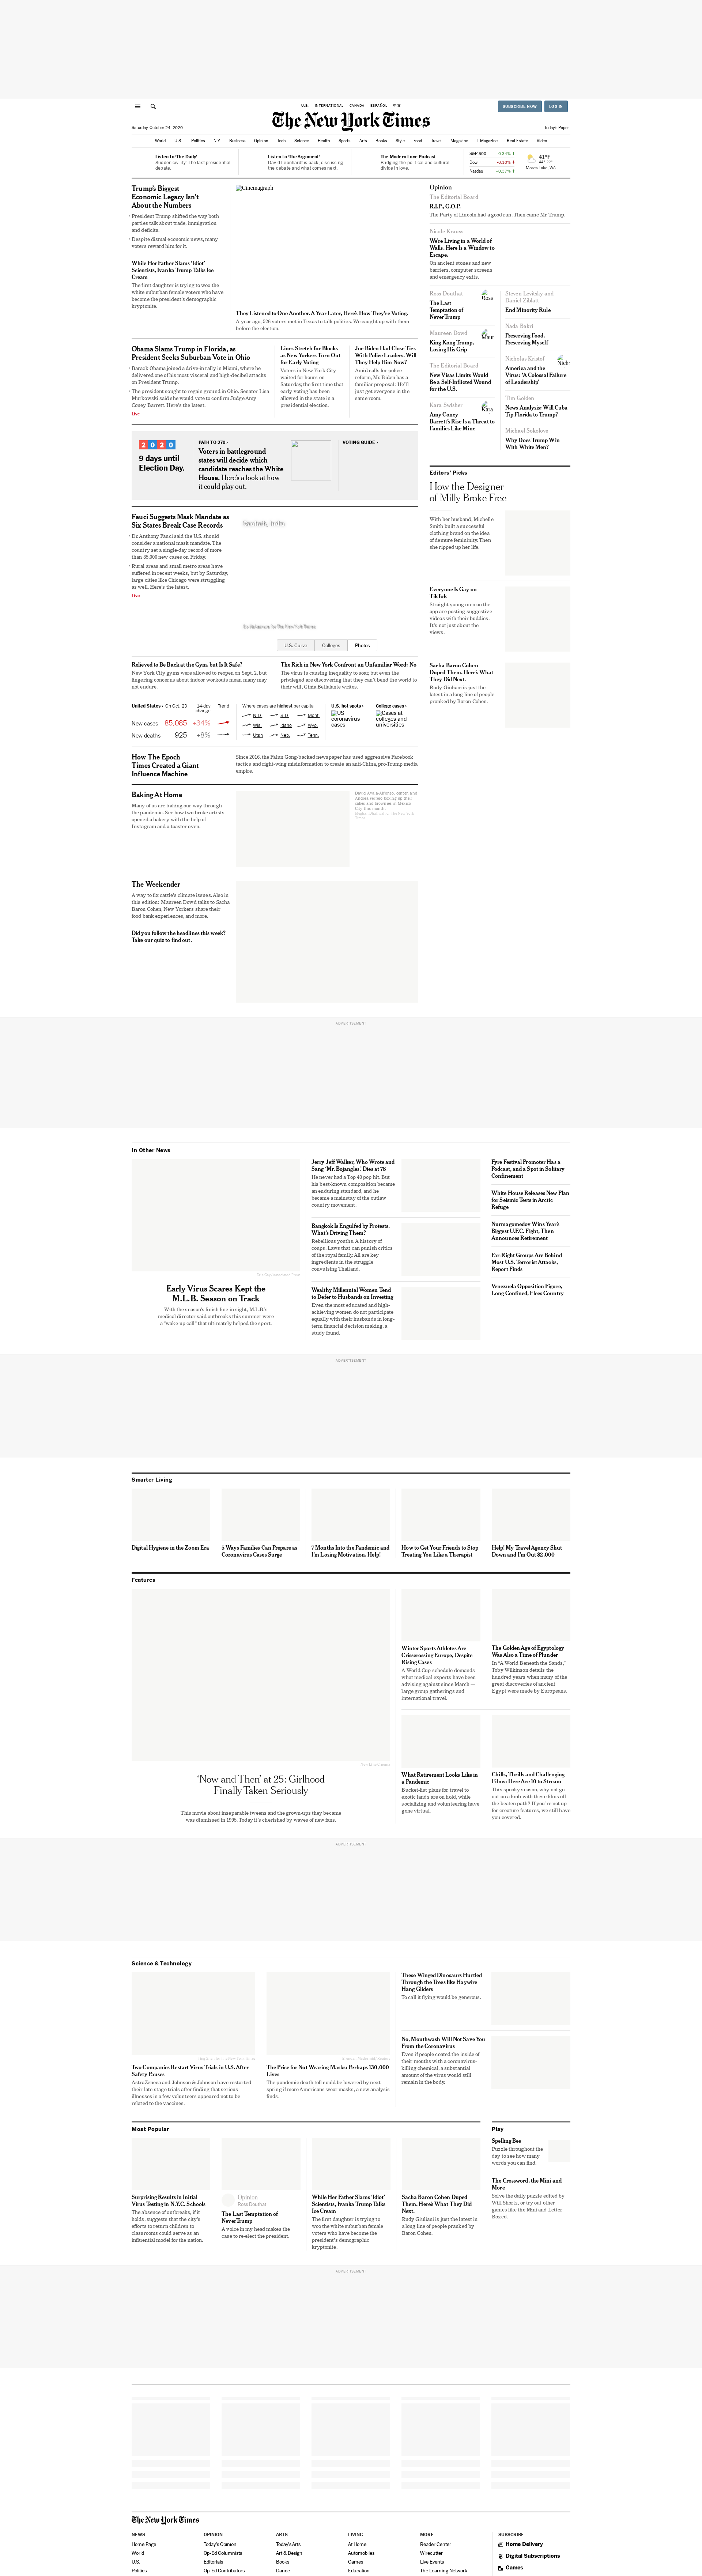 U.S.
INTERNATIONAL
CANADA
ESPAÑOL
中文
SUBSCRIBE NOW
LOG IN
The New York Times
Saturday, October 24, 2020
Today's Paper
World
U.S.
Politics
N.Y.
Business
Opinion
Tech
Science
Health
Sports
Arts
Books
Style
Food
Travel
Magazine
T Magazine
Real Estate
Video
Listen to 'The Daily'
Sudden civility: The last presidential
debate.
Listen to 'The Argument'
David Leonhardt is back, discussing
the debate and what comes next.
The Modern Love Podcast
Bridging the political and cultural
divide in love.
S&P 500 +0.34% ↑
Dow -0.10% ↓
Nasdaq +0.37% ↑
41°F
Moses Lake, WA
Trump's Biggest
Economic Legacy Isn't
About the Numbers
President Trump shifted the way both
parties talk about trade, immigration
and deficits.
Despite dismal economic news, many
voters reward him for it.
While Her Father Slams 'Idiot'
Scientists, Ivanka Trump Talks Ice
Cream
The first daughter is trying to woo the
white suburban female voters who have
become the president's demographic
kryptonite.
Cinemagraph
They Listened to One Another. A Year Later, Here's How They're Voting.
A year ago, 526 voters met in Texas to talk politics. We caught up with them
before the election.
Obama Slams Trump in Florida, as
President Seeks Suburban Vote in Ohio
Barack Obama joined a drive-in rally in Miami, where he
delivered one of his most visceral and high-decibel attacks
on President Trump.
The president sought to regain ground in Ohio. Senator Lisa
Murkowski said she would vote to confirm Judge Amy
Coney Barrett. Here's the latest.
Live
Lines Stretch for Blocks
as New Yorkers Turn Out
for Early Voting
Voters in New York City
waited for hours on
Saturday, the first time that
early voting was being
allowed in the state in a
presidential election.
Joe Biden Had Close Ties
With Police Leaders. Will
They Help Him Now?
Amid calls for police
reform, Mr. Biden has a
familiar proposal: He'll
just get everyone in the
same room.
2020
9 days until
Election Day.
PATH TO 270 ›
Voters in battleground
states will decide which
candidate reaches the White
House. Here's a look at how
it could play out.
VOTING GUIDE ›
Fauci Suggests Mask Mandate as
Six States Break Case Records
Dr. Anthony Fauci said the U.S. should
consider a national mask mandate. The
country set a single-day record of more
than 85,000 new cases on Friday.
Rural areas and small metro areas have
suffered in recent weeks, but by Saturday,
large cities like Chicago were struggling
as well. Here's the latest.
Live
U.S. Curve
Colleges
Photos
Relieved to Be Back at the Gym, but Is It Safe?
New York City gyms were allowed to reopen on Sept. 2, but
lingering concerns about indoor workouts mean many may
not endure.
The Rich in New York Confront an Unfamiliar Word: No
The virus is causing inequality to soar, but even the
privileged are discovering they can't bend the world to
their will, Ginia Bellafante writes.
United States › On Oct. 23
14-day
change
Trend
New cases 85,085 +34%
New deaths 925 +8%
Where cases are highest per capita
N.D.
S.D.
Mont.
Wis.
Idaho
Wyo.
Utah
Neb.
Tenn.
U.S. hot spots ›
US
coronavirus
cases
College cases ›
Cases at
colleges and
universities
How The Epoch
Times Created a Giant
Influence Machine
Since 2016, the Falun Gong-backed newspaper has used aggressive Facebook
tactics and right-wing misinformation to create an anti-China, pro-Trump media
empire.
Baking At Home
Many of us are baking our way through
the pandemic. See how two broke artists
opened a bakery with the help of
Instagram and a toaster oven.
The Weekender
A way to fix cattle's climate issues. Also in
this edition: Maureen Dowd talks to Sacha
Baron Cohen, New Yorkers share their
food bank experiences, and more.
Did you follow the headlines this week?
Take our quiz to find out.
Opinion
The Editorial Board
R.I.P., G.O.P.
The Party of Lincoln had a good run. Then came Mr. Trump.
Nicole Krauss
We're Living in a World of
Walls. Here Is a Window to
Escape.
On ancient stones and new
barriers, computer screens
and emergency exits.
Ross Douthat
The Last
Temptation of
NeverTrump
Maureen Dowd
King Kong Trump,
Losing His Grip
The Editorial Board
New Visas Limits Would
Be a Self-Inflicted Wound
for the U.S.
Kara Swisher
Amy Coney
Barrett's Rise Is a Threat to
Families Like Mine
Steven Levitsky and
Daniel Ziblatt
End Minority Rule
Nada Bakri
Preserving Food,
Preserving Myself
Nicholas Kristof
America and the
Virus: 'A Colossal Failure
of Leadership'
Tim Golden
News Analysis: Will Cuba
Tip Florida to Trump?
Michael Sokolove
Why Does Trump Win
With White Men?
Editors' Picks
How the Designer
of Milly Broke Free
With her husband, Michelle
Smith built a successful
clothing brand on the idea
of demure femininity. Then
she ripped up her life.
Everyone Is Gay on
TikTok
Straight young men on the
app are posting suggestive
videos with their buddies.
It's not just about the
views.
Sacha Baron Cohen
Duped Them. Here's What
They Did Next.
Rudy Giuliani is just the
latest in a long line of people
pranked by Baron Cohen.
ADVERTISEMENT
In Other News
Early Virus Scares Kept the
M.L.B. Season on Track
With the season's finish line in sight, M.L.B.'s
medical director said outbreaks this summer were
a "wake-up call" that ultimately helped the sport.
Jerry Jeff Walker, Who Wrote and
Sang 'Mr. Bojangles,' Dies at 78
He never had a Top 40 pop hit. But
his best-known composition became
an enduring standard, and he
became a mainstay of the outlaw
country movement.
Bangkok Is Engulfed by Protests.
What's Driving Them?
Rebellious youths. A history of
coups. Laws that can punish critics
of the royal family. All are key
ingredients in the struggle
convulsing Thailand.
Wealthy Millennial Women Tend
to Defer to Husbands on Investing
Even the most educated and high-
achieving women do not participate
equally with their husbands in long-
term financial decision making, a
study found.
Fyre Festival Promoter Has a
Podcast, and a Spot in Solitary
Confinement
White House Releases New Plan
for Seismic Tests in Arctic
Refuge
Nurmagomedov Wins Year's
Biggest U.F.C. Fight, Then
Announces Retirement
Far-Right Groups Are Behind
Most U.S. Terrorist Attacks,
Report Finds
Venezuela Opposition Figure,
Long Confined, Flees Country
ADVERTISEMENT
Smarter Living
Digital Hygiene in the Zoom Era
5 Ways Families Can Prepare as
Coronavirus Cases Surge
7 Months Into the Pandemic and
I'm Losing Motivation. Help!
How to Get Your Friends to Stop
Treating You Like a Therapist
Help! My Travel Agency Shut
Down and I'm Out $2,000
Features
'Now and Then' at 25: Girlhood
Finally Taken Seriously
This movie about inseparable tweens and the grown-ups they became
was dismissed in 1995. Today it's cherished by waves of new fans.
Winter Sports Athletes Are
Crisscrossing Europe, Despite
Rising Cases
A World Cup schedule demands
what medical experts have been
advising against since March —
large group gatherings and
international travel.
The Golden Age of Egyptology
Was Also a Time of Plunder
In "A World Beneath the Sands,"
Toby Wilkinson details the
hundred years when many of the
great discoveries of ancient
Egypt were made by Europeans.
What Retirement Looks Like in
a Pandemic
Bucket-list plans for travel to
exotic lands are on hold, while
socializing and volunteering have
gone virtual.
Chills, Thrills and Challenging
Films: Here Are 10 to Stream
This spooky season, why not go
out on a limb with these films off
the beaten path? If you're not up
for creature features, we still have
you covered.
ADVERTISEMENT
Science & Technology
Two Companies Restart Virus Trials in U.S. After
Safety Pauses
AstraZeneca and Johnson & Johnson have restarted
their late-stage trials after finding that serious
illnesses in a few volunteers appeared not to be
related to the vaccines.
The Price for Not Wearing Masks: Perhaps 130,000
Lives
The pandemic death toll could be lowered by next
spring if more Americans wear masks, a new analysis
finds.
These Winged Dinosaurs Hurtled
Through the Trees like Haywire
Hang Gliders
To call it flying would be generous.
No, Mouthwash Will Not Save You
From the Coronavirus
Even if people coated the inside of
their mouths with a coronavirus-
killing chemical, a substantial
amount of the virus would still
remain in the body.
Most Popular
Surprising Results in Initial
Virus Testing in N.Y.C. Schools
The absence of outbreaks, if it
holds, suggests that the city's
efforts to return children to
classrooms could serve as an
influential model for the nation.
Opinion
Ross Douthat
The Last Temptation of
NeverTrump
A voice in my head makes the
case to re-elect the president.
While Her Father Slams 'Idiot'
Scientists, Ivanka Trump Talks
Ice Cream
The first daughter is trying to
woo the white suburban female
voters who have become the
president's demographic
kryptonite.
Sacha Baron Cohen Duped
Them. Here's What They Did
Next.
Rudy Giuliani is just the latest in
a long line of people pranked by
Baron Cohen.
Play
Spelling Bee
Puzzle throughout the
day to see how many
words you can find.
The Crossword, the Mini and
More
Solve the daily puzzle edited by
Will Shortz, or try out other
games like the Mini and Letter
Boxed.
ADVERTISEMENT
The New York Times
NEWS
Home Page
World
U.S.
Politics
OPINION
Today's Opinion
Op-Ed Columnists
Editorials
Op-Ed Contributors
ARTS
Today's Arts
Art & Design
Books
Dance
LIVING
At Home
Automobiles
Games
Education
MORE
Reader Center
Wirecutter
Live Events
The Learning Network
SUBSCRIBE
Home Delivery
Digital Subscriptions
Games